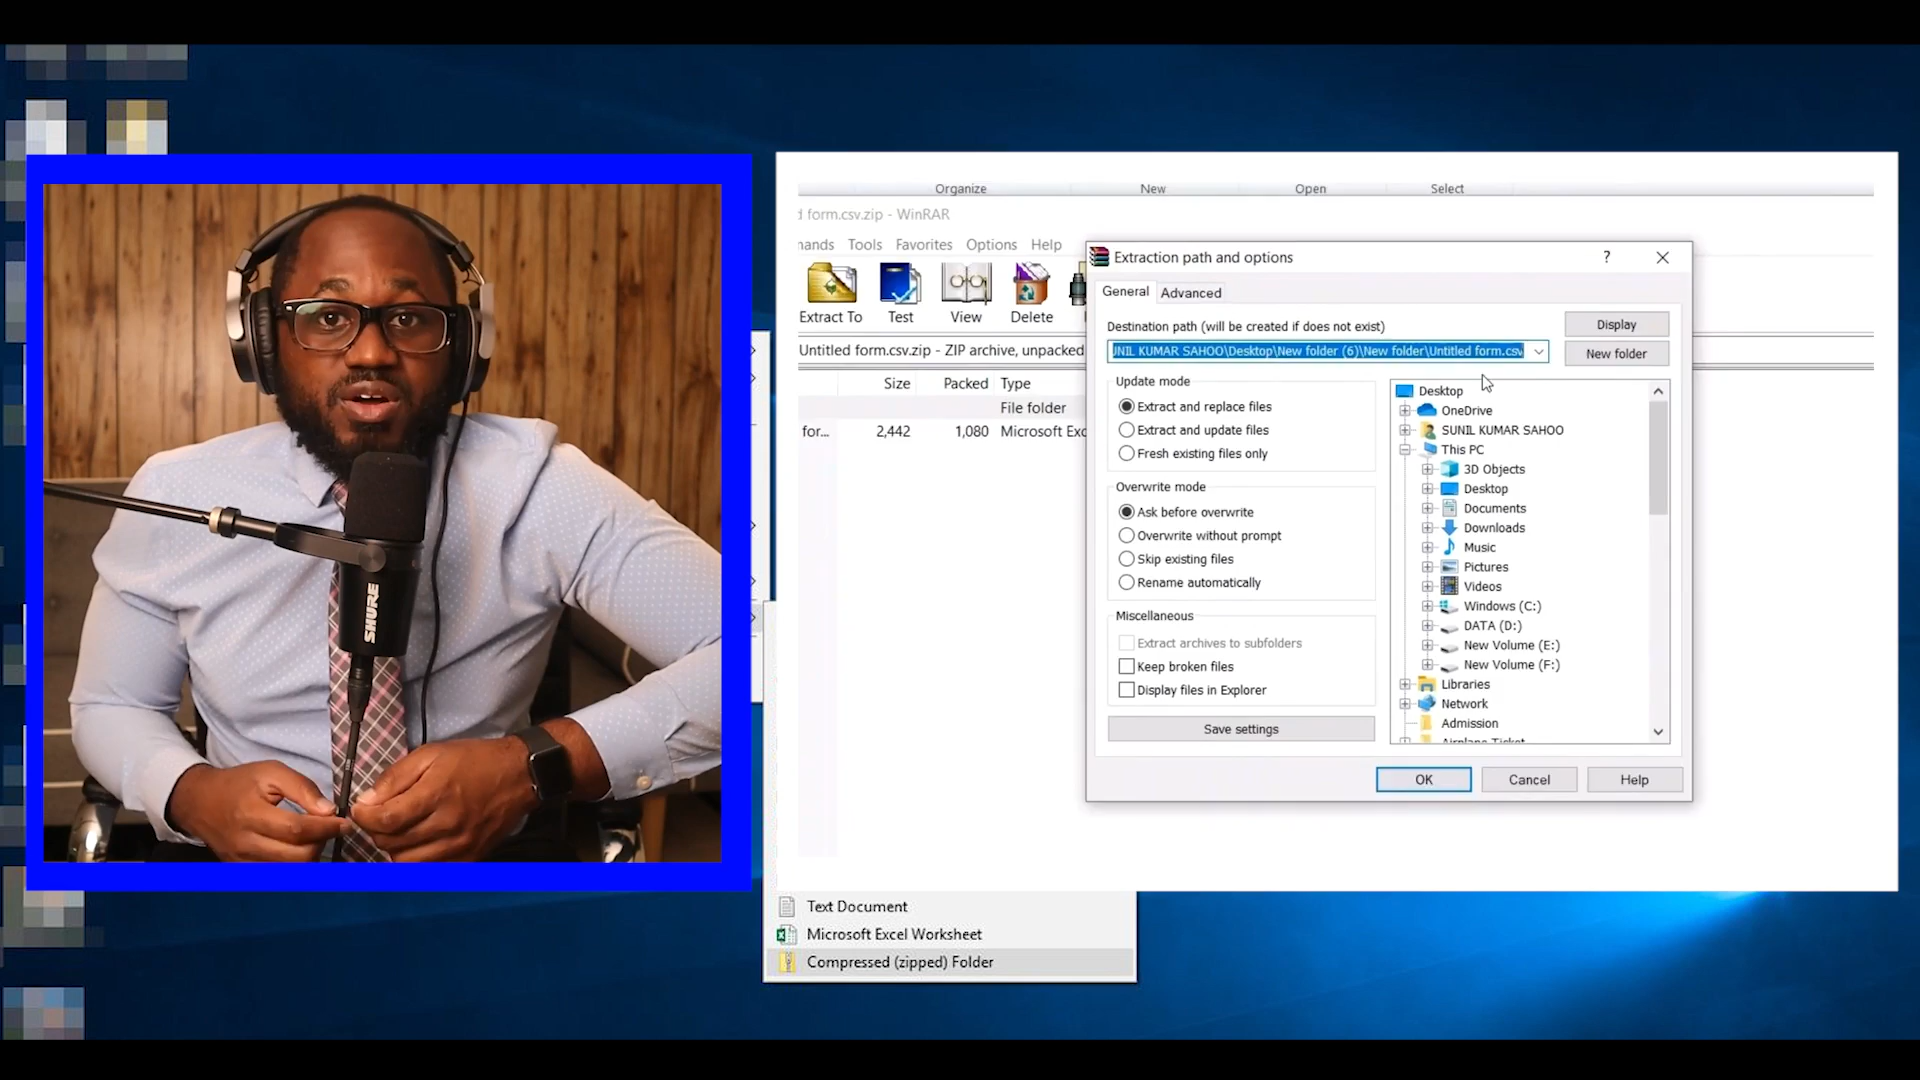 Organize New Open Select
d form.csv.zip - WinRAR
Tools Favorites Options Help
Extract To Test View Delete
Untitled form.csv.zip - ZIP archive, unpacked
Size Packed Type
File folder
for... 2,442 1,080 Microsoft Exc
Extraction path and options ?
General Advanced
Destination path (will be created if does not exist)
Display
JNIL KUMAR SAHOO\Desktop\New folder (6)\New folder\Untitled form.csv
New folder
Update mode
Extract and replace files
Extract and update files
Fresh existing files only
Overwrite mode
Ask before overwrite
Overwrite without prompt
Skip existing files
Rename automatically
Miscellaneous
Extract archives to subfolders
Keep broken files
Display files in Explorer
Save settings
Desktop
OneDrive
SUNIL KUMAR SAHOO
This PC
3D Objects
Desktop
Documents
Downloads
Music
Pictures
Videos
Windows (C:)
DATA (D:)
New Volume (E:)
New Volume (F:)
Libraries
Network
Admission
Airplane Ticket
OK Cancel Help
SHURE
Text Document
Microsoft Excel Worksheet
Compressed (zipped) Folder